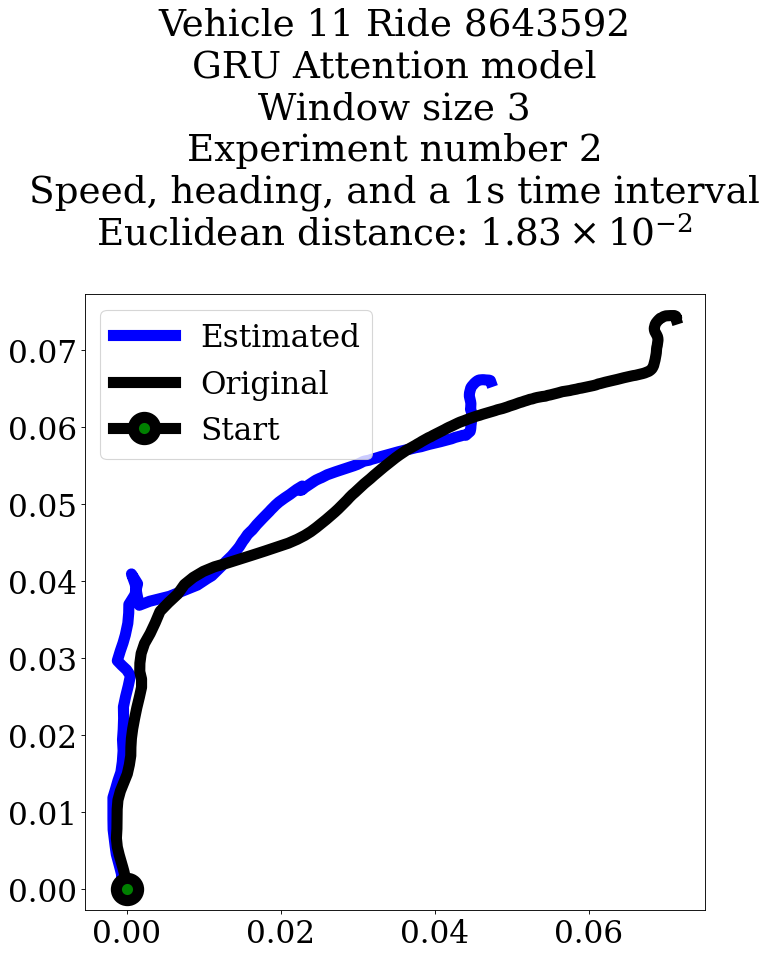 Vehicle 11 Ride 8643592
GRU Attention model
Window size 3
Experiment number 2
Speed, heading, and a 1s time interval
Euclidean distance: 1.83 × 10⁻²
Estimated
Original
Start
0.07
0.06
0.05
0.04
0.03
0.02
0.01
0.00
0.00 0.02 0.04 0.06